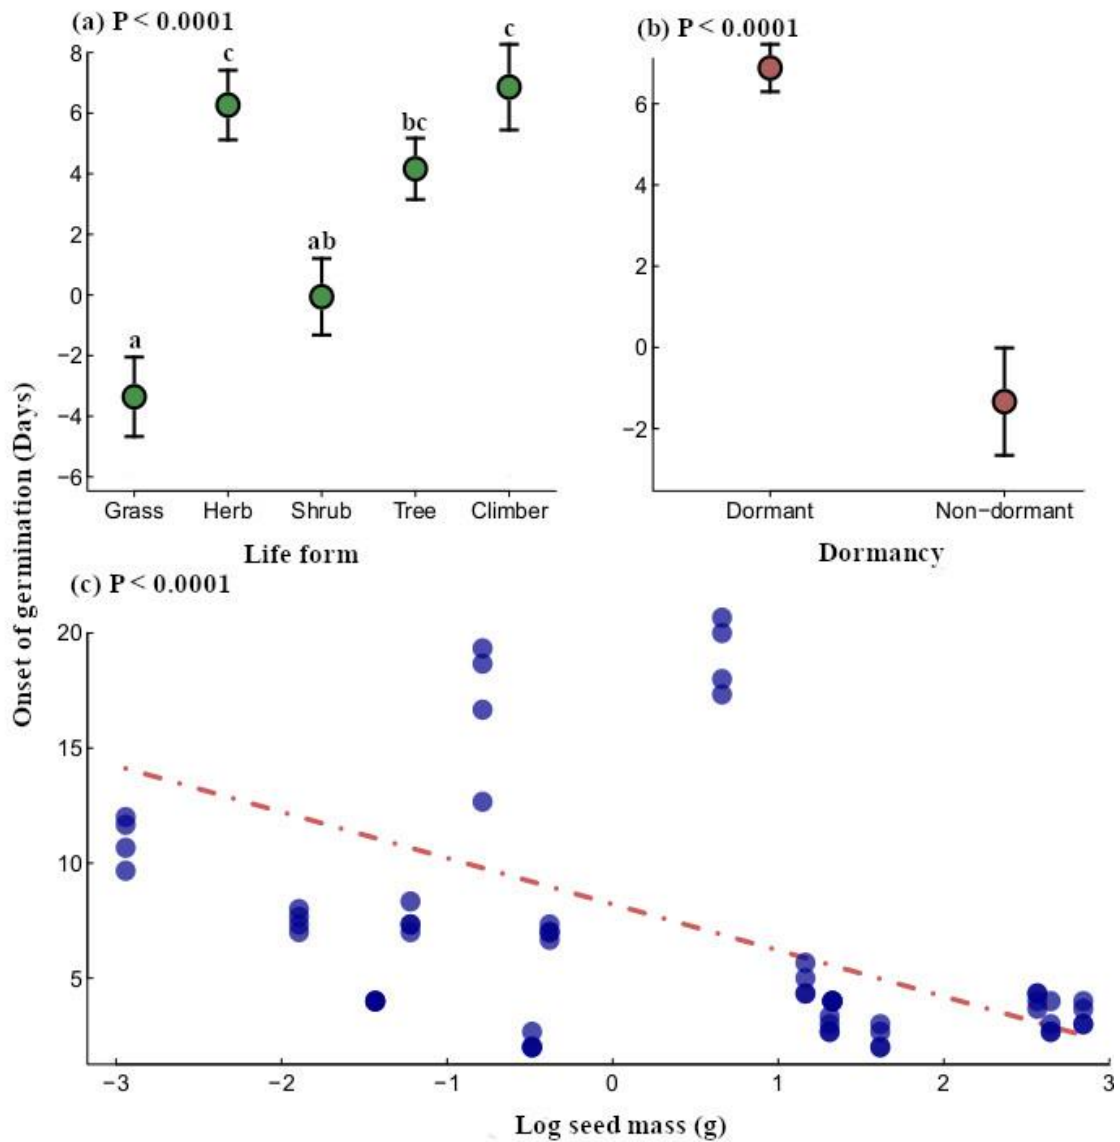 (a) P < 0.0001
8
6
4
2
0
−2
−4
−6
a
c
ab
bc
c
Grass Herb Shrub Tree Climber
Life form
(b) P < 0.0001
6
4
2
0
−2
Dormant Non−dormant
Dormancy
Onset of germination (Days)
(c) P < 0.0001
20
15
10
5
−3 −2 −1 0 1 2 3
Log seed mass (g)